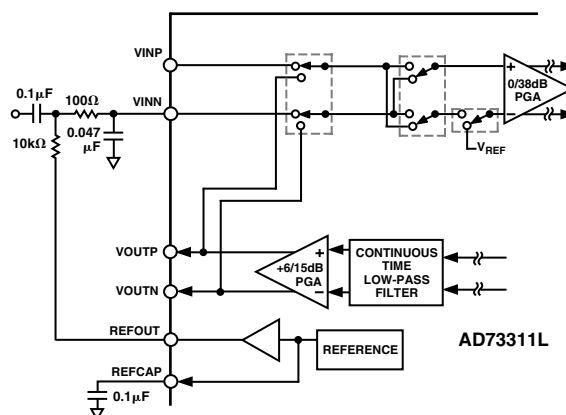 VINP
0.1µF
100Ω
VINN
10kΩ
0.047
µF
+
0/38dB
PGA
−
VREF
VOUTP
+
+6/15dB
PGA
−
VOUTN
CONTINUOUS
TIME
LOW-PASS
FILTER
REFOUT
REFERENCE
AD73311L
REFCAP
0.1µF